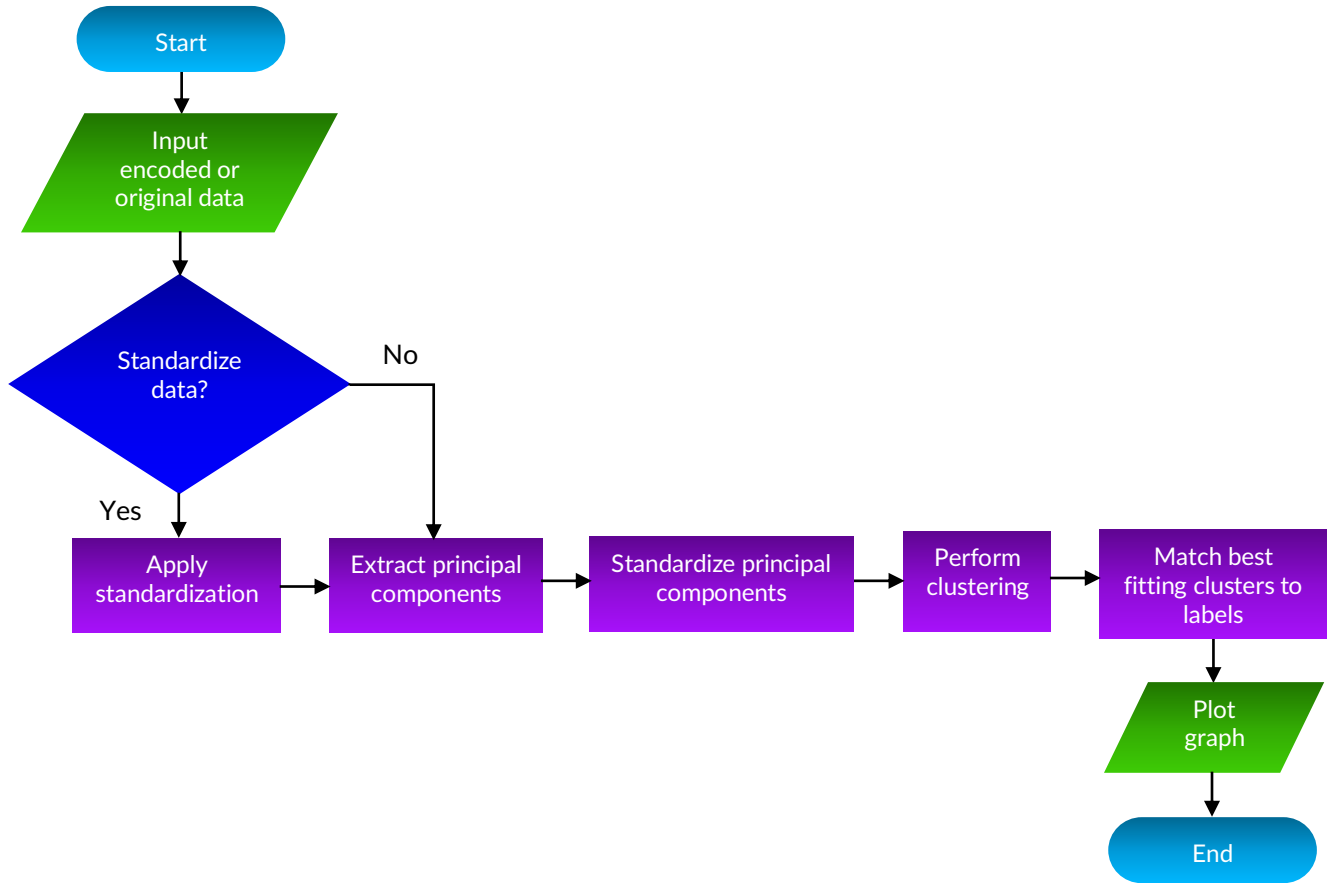 Start
Input
encoded or
original data
Standardize
data?
No
Yes
Apply
standardization
Extract principal
components
Standardize principal
components
Perform
clustering
Match best
fitting clusters to
labels
Plot
graph
End